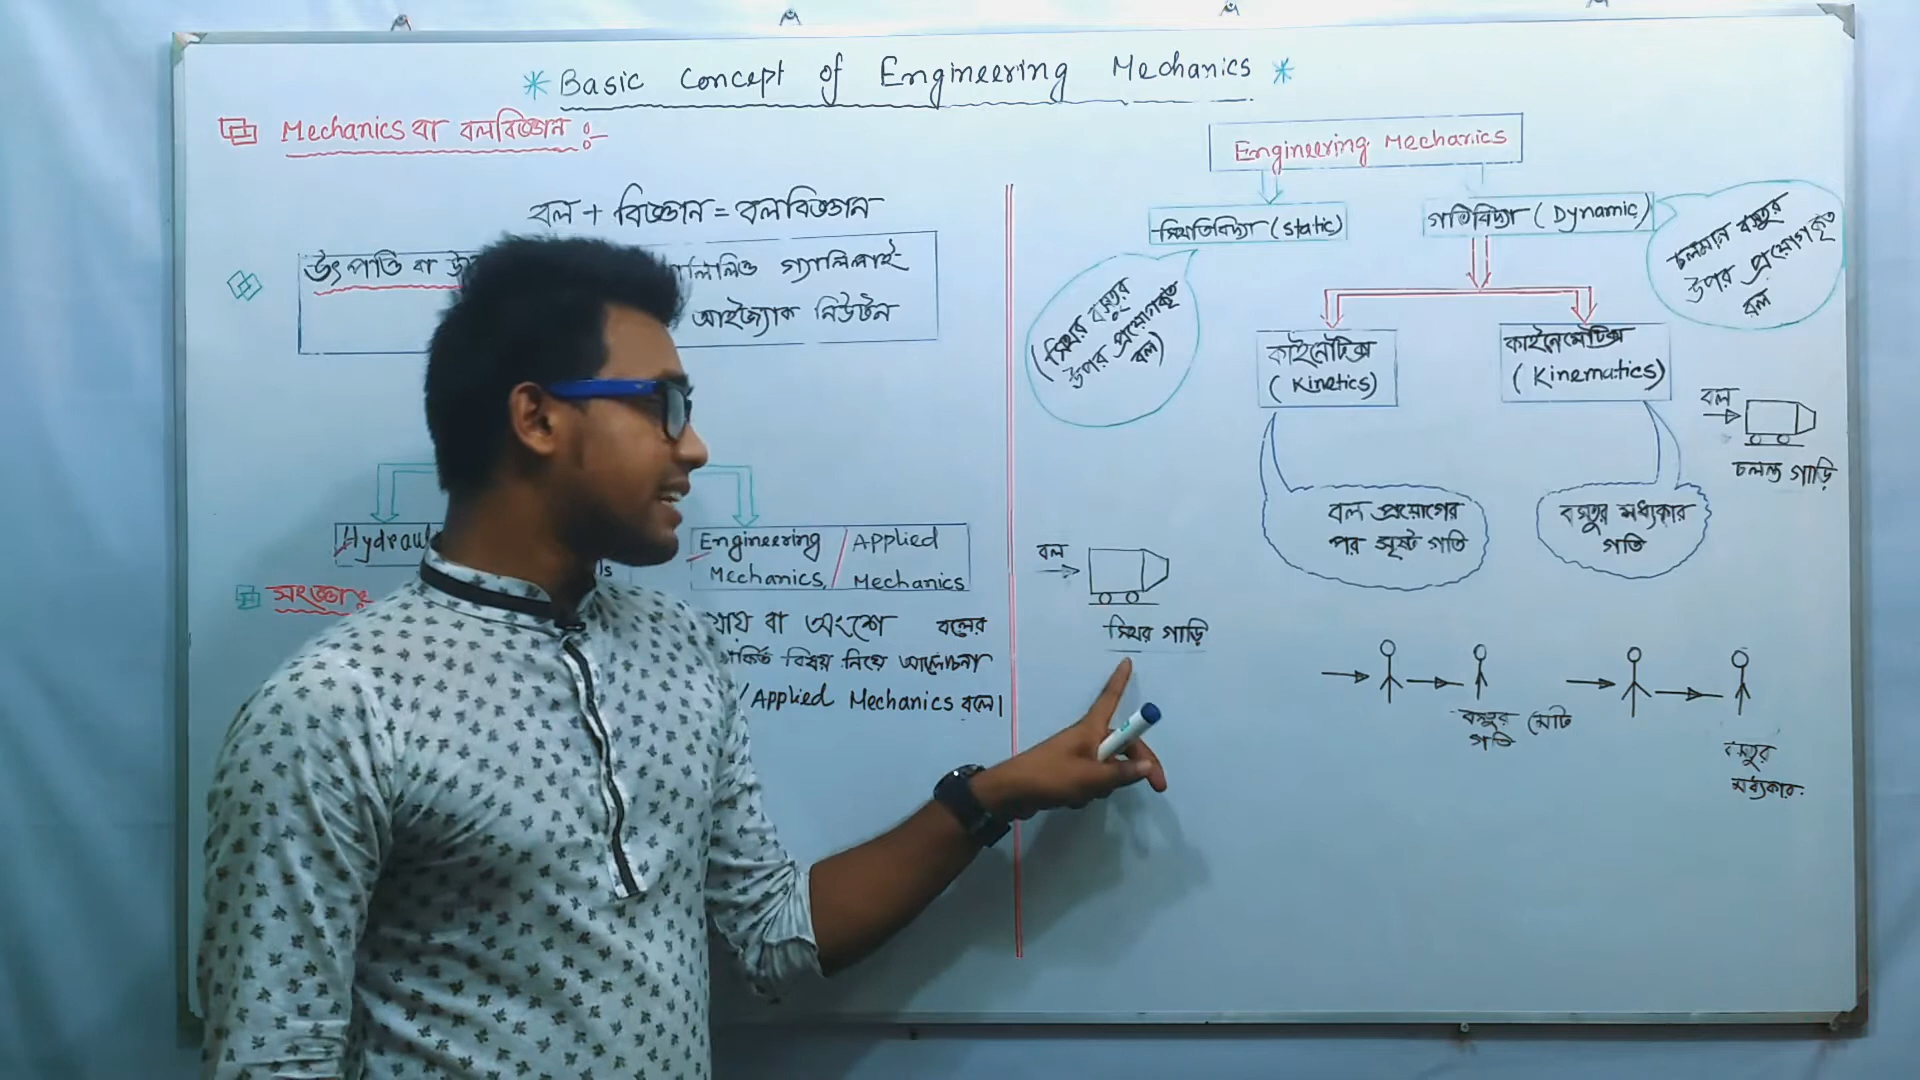 * Basic Concept of Engineering Mechanics *
Mechanics বা বলবিজ্ঞান :-
বল + বিজ্ঞান = বলবিজ্ঞান
উৎপত্তি বা
গ্যালিলাই-
আইজ্যাক নিউটন
Engineering / Applied
Mechanics, Mechanics
সংজ্ঞাঃ
বা অংশে বলের
বিষয় নিয়ে আলোচনা
/Applied Mechanics বলে।
Engineering Mechanics
স্থিতিবিদ্যা (static)
গতিবিদ্যা (Dynamic)
(স্থির বস্তুর
উপর প্রয়োগকৃত
বল)
চলমান বস্তুর
উপর প্রয়োগকৃত
বল
কাইনেটিক্স
(Kinetics)
কাইনেমেটিক্স
(Kinematics)
বল প্রয়োগের
পর সৃষ্ট গতি
বস্তুর মধ্যকার
গতি
বল
চলন্ত গাড়ি
বল
স্থির গাড়ি
বস্তুর মোট
গতি
বস্তুর
মধ্যকার